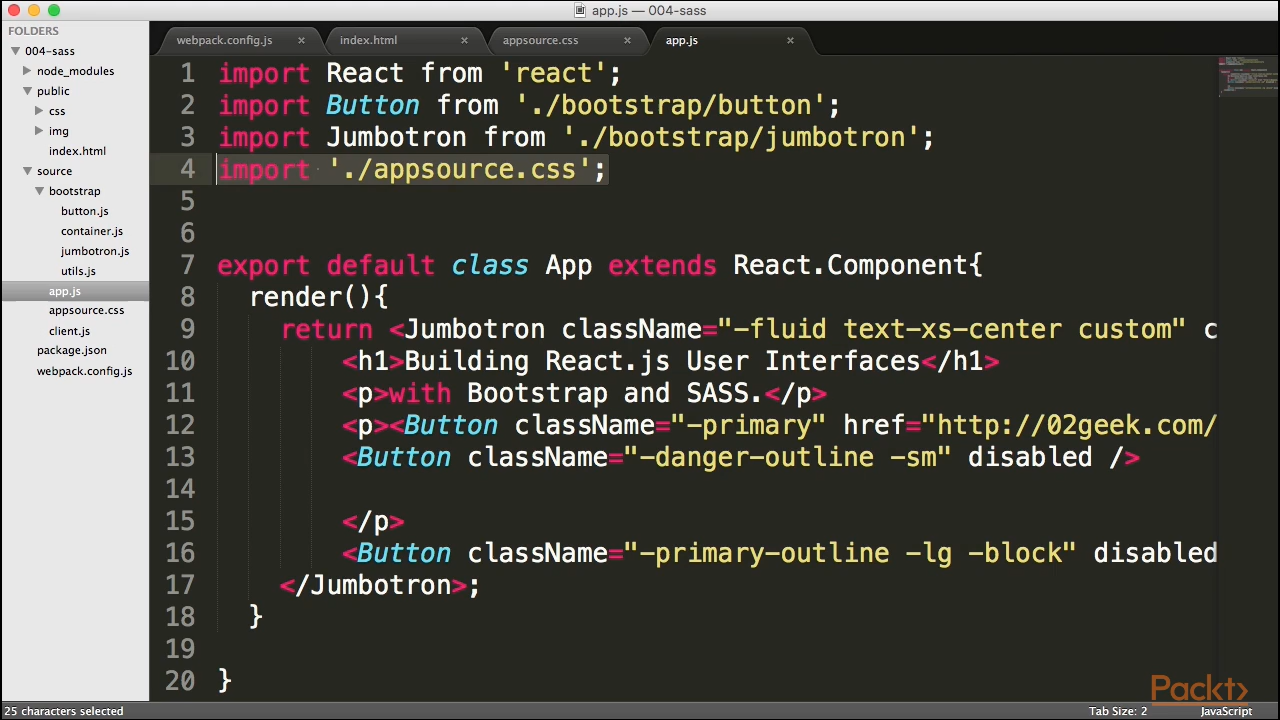 app.js — 004-sass
FOLDERS
004-sass
node_modules
public
css
img
index.html
source
bootstrap
button.js
container.js
jumbotron.js
utils.js
app.js
appsource.css
client.js
package.json
webpack.config.js
webpack.config.js × index.html × appsource.css × app.js ×
1 import React from 'react';
2 import Button from './bootstrap/button';
3 import Jumbotron from './bootstrap/jumbotron';
4 import './appsource.css';
5
6
7 export default class App extends React.Component{
8 render(){
9 return <Jumbotron className="-fluid text-xs-center custom" c
10 <h1>Building React.js User Interfaces</h1>
11 <p>with Bootstrap and SASS.</p>
12 <p><Button className="-primary" href="http://02geek.com/
13 <Button className="-danger-outline -sm" disabled />
14
15 </p>
16 <Button className="-primary-outline -lg -block" disabled
17 </Jumbotron>;
18 }
19
20 }
Packt>
25 characters selected
Tab Size: 2
JavaScript